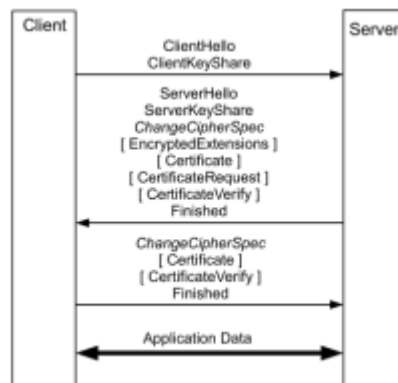 Client
Server
ClientHello
ClientKeyShare
ServerHello
ServerKeyShare
ChangeCipherSpec
[ EncryptedExtensions ]
[ Certificate ]
[ CertificateRequest ]
[ CertificateVerify ]
Finished
ChangeCipherSpec
[ Certificate ]
[ CertificateVerify ]
Finished
Application Data